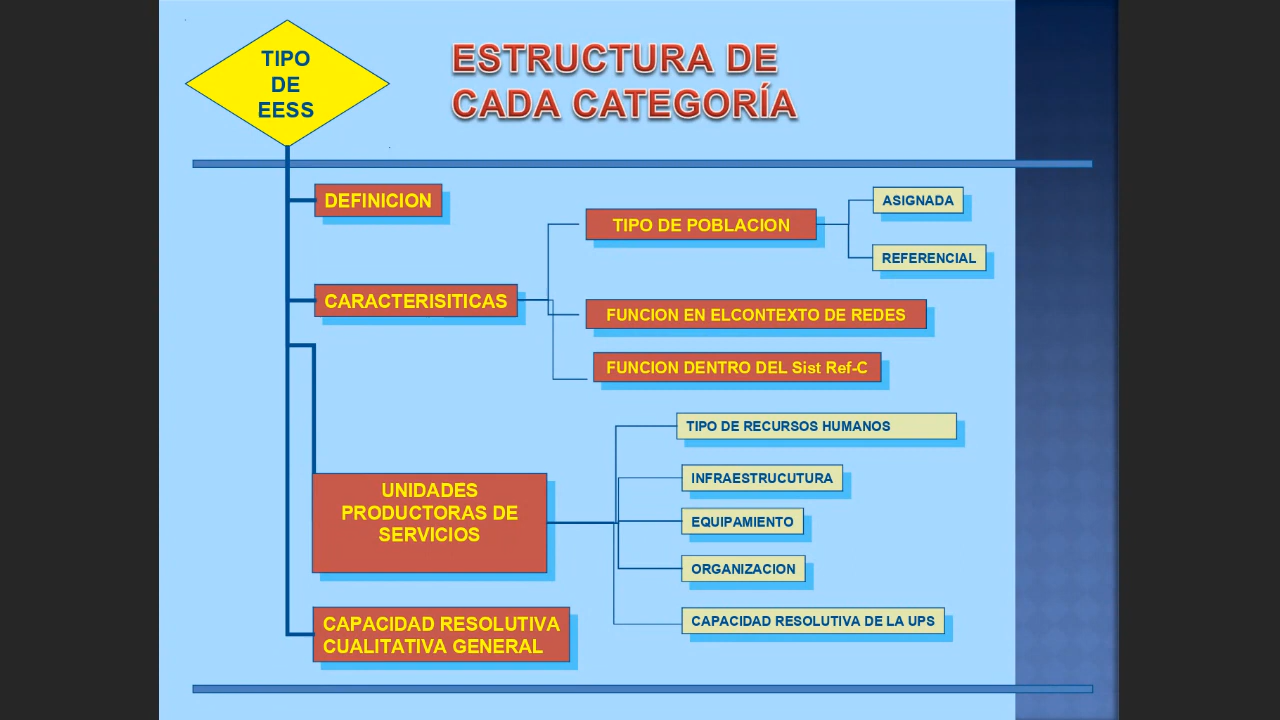 TIPO
DE
EESS
ESTRUCTURA DE
CADA CATEGORÍA
DEFINICION
CARACTERISITICAS
TIPO DE POBLACION
ASIGNADA
REFERENCIAL
FUNCION EN ELCONTEXTO DE REDES
FUNCION DENTRO DEL Sist Ref-C
UNIDADES
PRODUCTORAS DE
SERVICIOS
TIPO DE RECURSOS HUMANOS
INFRAESTRUCUTURA
EQUIPAMIENTO
ORGANIZACION
CAPACIDAD RESOLUTIVA DE LA UPS
CAPACIDAD RESOLUTIVA
CUALITATIVA GENERAL